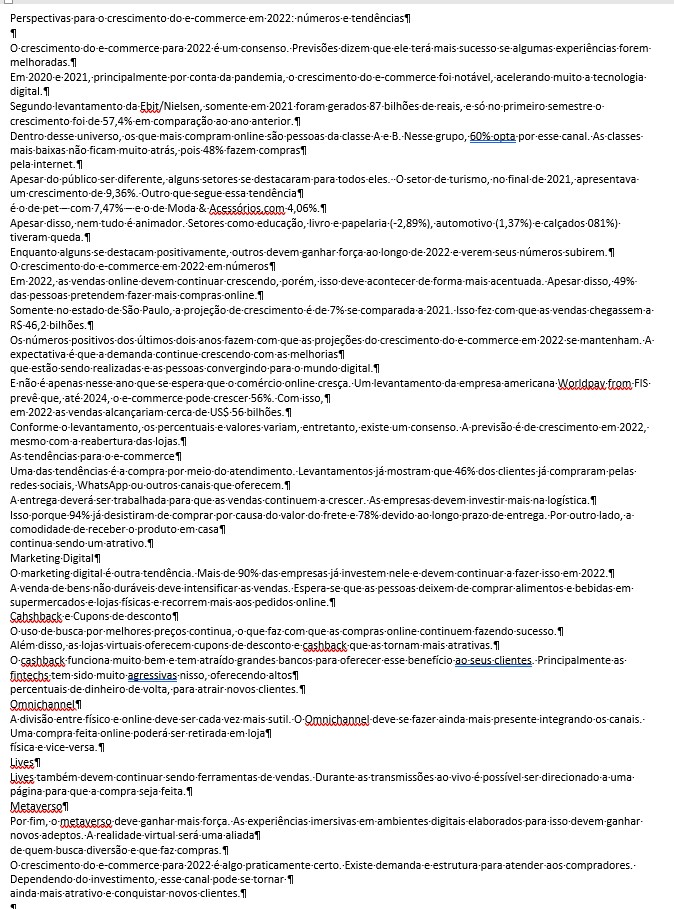 Perspectivas para o crescimento do e-commerce em 2022: números e tendências¶
¶
O crescimento do e-commerce para 2022 é um consenso. Previsões dizem que ele terá mais sucesso se algumas experiências forem
melhoradas.¶
Em 2020 e 2021, principalmente por conta da pandemia, o crescimento do e-commerce foi notável, acelerando muito a tecnologia
digital.¶
Segundo levantamento da Ebit/Nielsen, somente em 2021 foram gerados 87 bilhões de reais, e só no primeiro semestre o
crescimento foi de 57,4% em comparação ao ano anterior.¶
Dentro desse universo, os que mais compram online são pessoas da classe A e B. Nesse grupo, 60% opta por esse canal. As classes
mais baixas não ficam muito atrás, pois 48% fazem compras¶
pela internet.¶
Apesar do público ser diferente, alguns setores se destacaram para todos eles. O setor de turismo, no final de 2021, apresentava
um crescimento de 9,36%. Outro que segue essa tendência¶
é o de pet — com 7,47% — e o de Moda & Acessórios com 4,06%.¶
Apesar disso, nem tudo é animador. Setores como educação, livro e papelaria (-2,89%), automotivo (1,37%) e calçados 081%)
tiveram queda.¶
Enquanto alguns se destacam positivamente, outros devem ganhar força ao longo de 2022 e verem seus números subirem.¶
O crescimento do e-commerce em 2022 em números¶
Em 2022, as vendas online devem continuar crescendo, porém, isso deve acontecer de forma mais acentuada. Apesar disso, 49%
das pessoas pretendem fazer mais compras online.¶
Somente no estado de São Paulo, a projeção de crescimento é de 7% se comparada a 2021. Isso fez com que as vendas chegassem a
R$ 46,2 bilhões.¶
Os números positivos dos últimos dois anos fazem com que as projeções do crescimento do e-commerce em 2022 se mantenham. A
expectativa é que a demanda continue crescendo com as melhorias¶
que estão sendo realizadas e as pessoas convergindo para o mundo digital.¶
E não é apenas nesse ano que se espera que o comércio online cresça. Um levantamento da empresa americana Worldpay from FIS
prevê que, até 2024, o e-commerce pode crescer 56%. Com isso,¶
em 2022 as vendas alcançariam cerca de US$ 56 bilhões.¶
Conforme o levantamento, os percentuais e valores variam, entretanto, existe um consenso. A previsão é de crescimento em 2022,
mesmo com a reabertura das lojas.¶
As tendências para o e-commerce¶
Uma das tendências é a compra por meio do atendimento. Levantamentos já mostram que 46% dos clientes já compraram pelas
redes sociais, WhatsApp ou outros canais que oferecem.¶
A entrega deverá ser trabalhada para que as vendas continuem a crescer. As empresas devem investir mais na logística.¶
Isso porque 94% já desistiram de comprar por causa do valor do frete e 78% devido ao longo prazo de entrega. Por outro lado, a
comodidade de receber o produto em casa¶
continua sendo um atrativo.¶
Marketing Digital¶
O marketing digital é outra tendência. Mais de 90% das empresas já investem nele e devem continuar a fazer isso em 2022.¶
A venda de bens não duráveis deve intensificar as vendas. Espera-se que as pessoas deixem de comprar alimentos e bebidas em
supermercados e lojas físicas e recorrem mais aos pedidos online.¶
Cahshback e Cupons de desconto¶
O uso de busca por melhores preços continua, o que faz com que as compras online continuem fazendo sucesso.¶
Além disso, as lojas virtuais oferecem cupons de desconto e cashback que as tornam mais atrativas.¶
O cashback funciona muito bem e tem atraído grandes bancos para oferecer esse benefício ao seus clientes. Principalmente as
fintechs tem sido muito agressivas nisso, oferecendo altos¶
percentuais de dinheiro de volta, para atrair novos clientes.¶
Omnichannel¶
A divisão entre físico e online deve ser cada vez mais sutil. O Omnichannel deve se fazer ainda mais presente integrando os canais.
Uma compra feita online poderá ser retirada em loja¶
física e vice-versa.¶
Lives¶
Lives também devem continuar sendo ferramentas de vendas. Durante as transmissões ao vivo é possível ser direcionado a uma
página para que a compra seja feita.¶
Metaverso¶
Por fim, o metaverso deve ganhar mais força. As experiências imersivas em ambientes digitais elaborados para isso devem ganhar
novos adeptos. A realidade virtual será uma aliada¶
de quem busca diversão e que faz compras.¶
O crescimento do e-commerce para 2022 é algo praticamente certo. Existe demanda e estrutura para atender aos compradores.
Dependendo do investimento, esse canal pode se tornar ¶
ainda mais atrativo e conquistar novos clientes.¶
¶